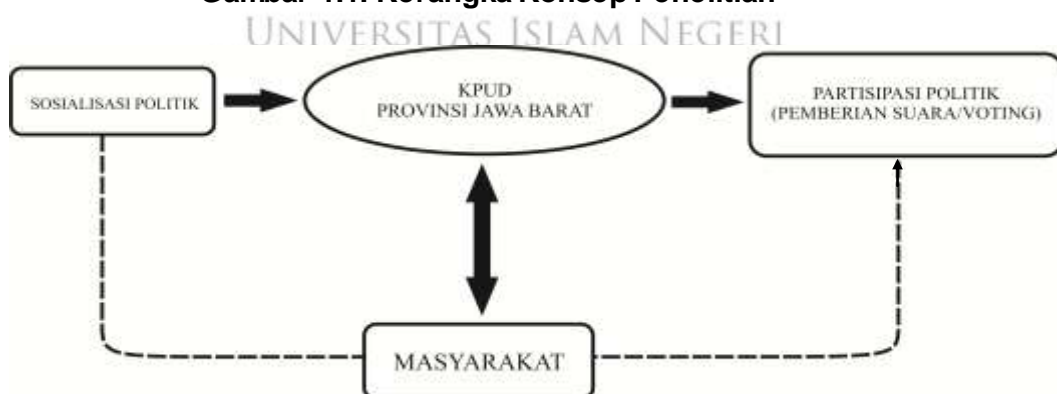 Gambar 1.1. Kerangka Konsep Penelitian
UNIVERSITAS ISLAM NEGERI
SOSIALISASI POLITIK
KPUD
PROVINSI JAWA BARAT
PARTISIPASI POLITIK
(PEMBERIAN SUARA/VOTING)
MASYARAKAT